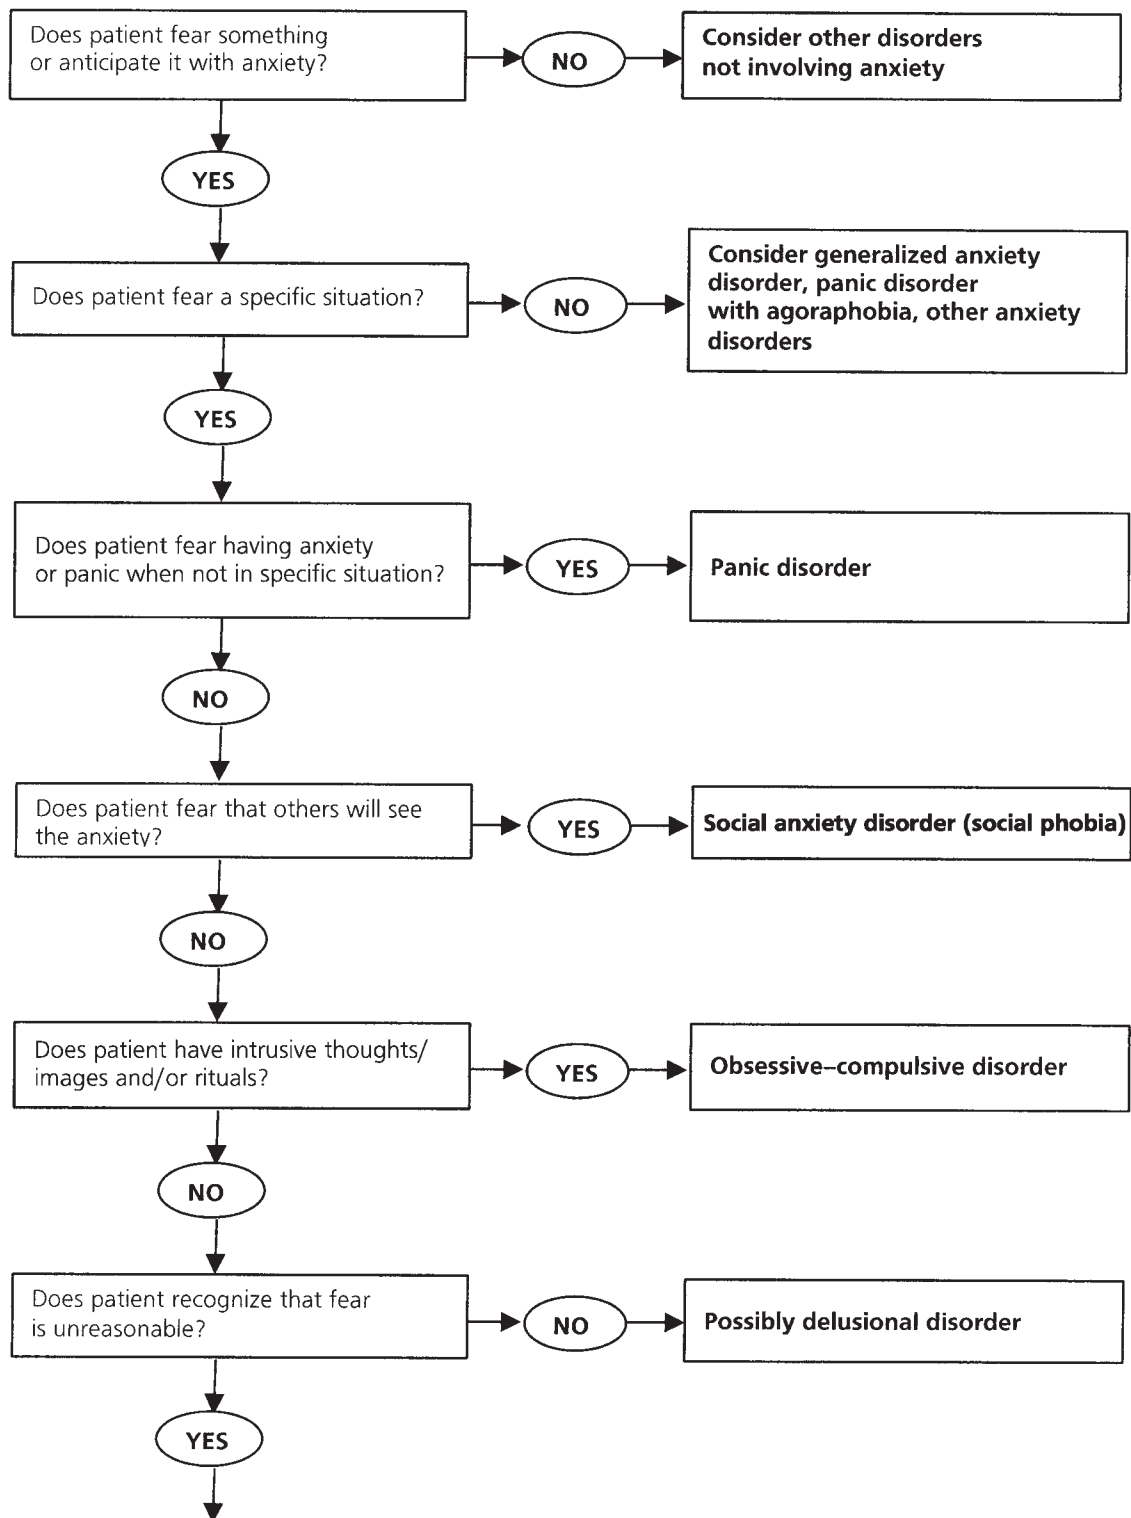 Does patient fear something
or anticipate it with anxiety?
NO
Consider other disorders
not involving anxiety
YES
Does patient fear a specific situation?
NO
Consider generalized anxiety
disorder, panic disorder
with agoraphobia, other anxiety
disorders
YES
Does patient fear having anxiety
or panic when not in specific situation?
YES
Panic disorder
NO
Does patient fear that others will see
the anxiety?
YES
Social anxiety disorder (social phobia)
NO
Does patient have intrusive thoughts/
images and/or rituals?
YES
Obsessive–compulsive disorder
NO
Does patient recognize that fear
is unreasonable?
NO
Possibly delusional disorder
YES